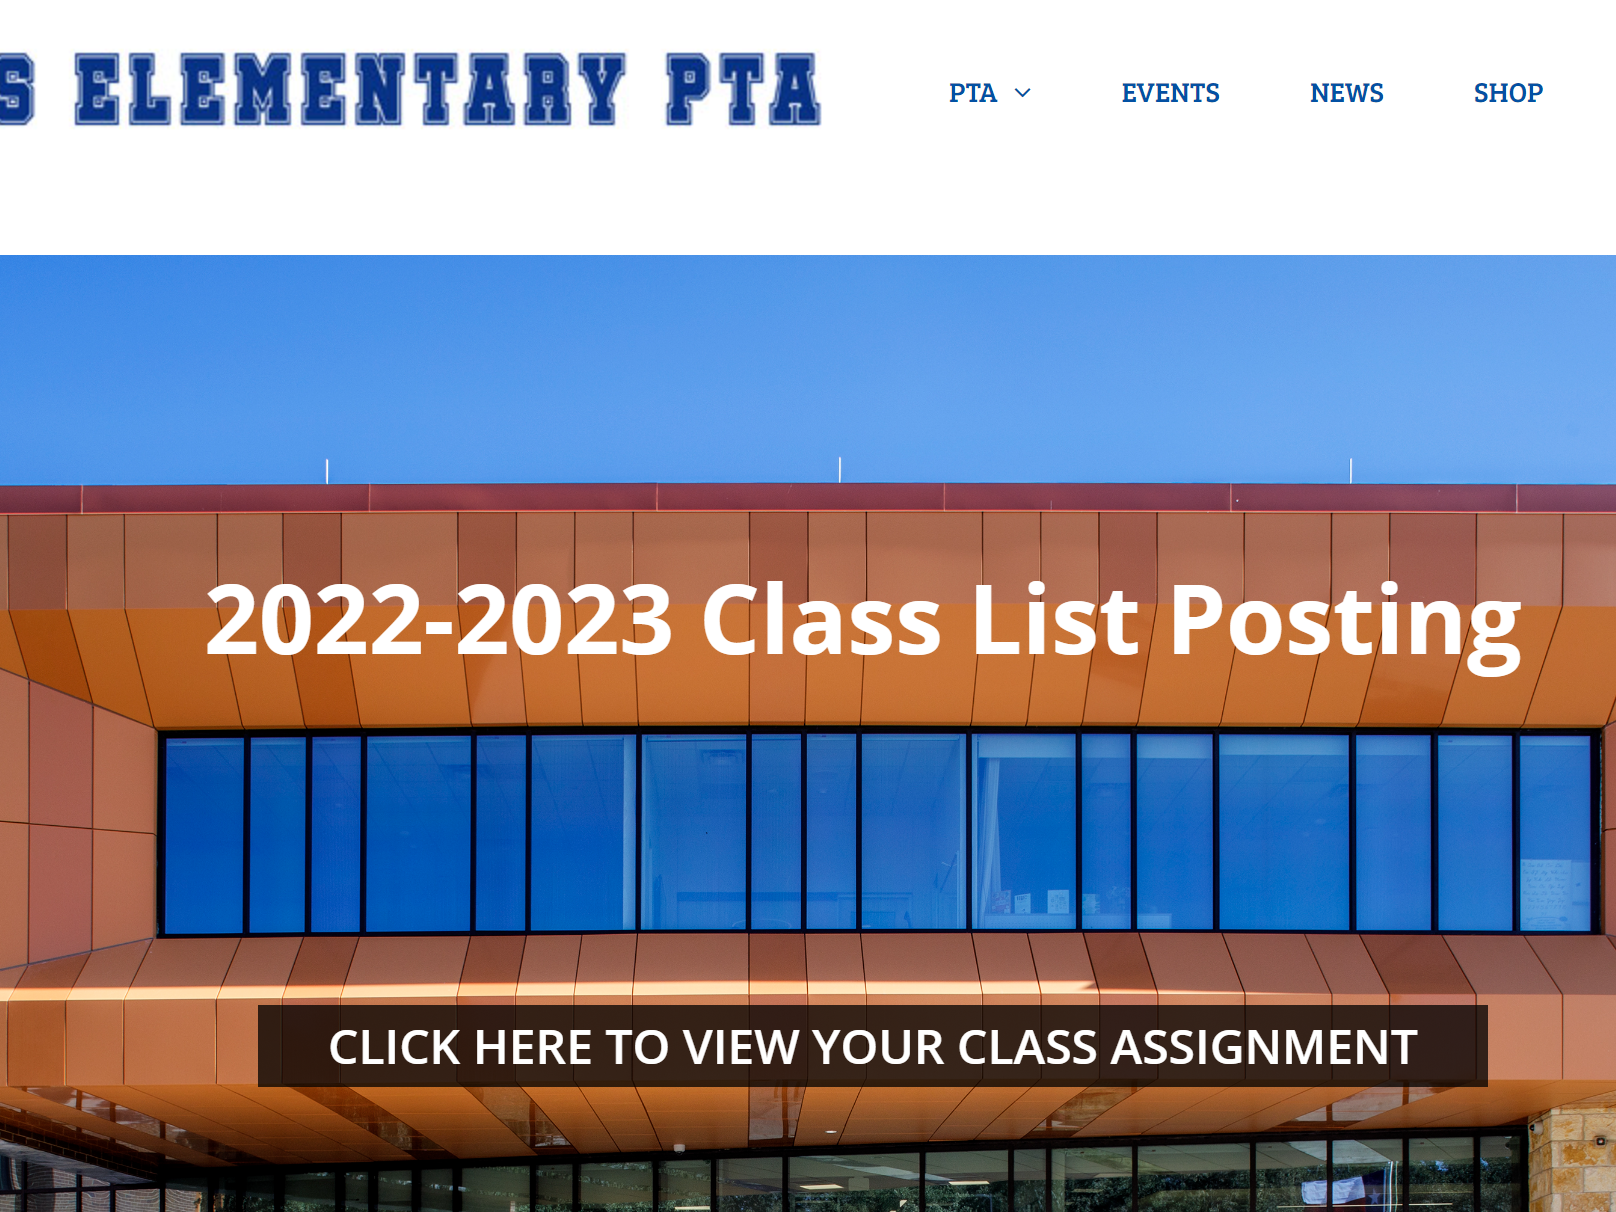 S ELEMENTARY PTA
PTA
EVENTS
NEWS
SHOP
2022-2023 Class List Posting
CLICK HERE TO VIEW YOUR CLASS ASSIGNMENT